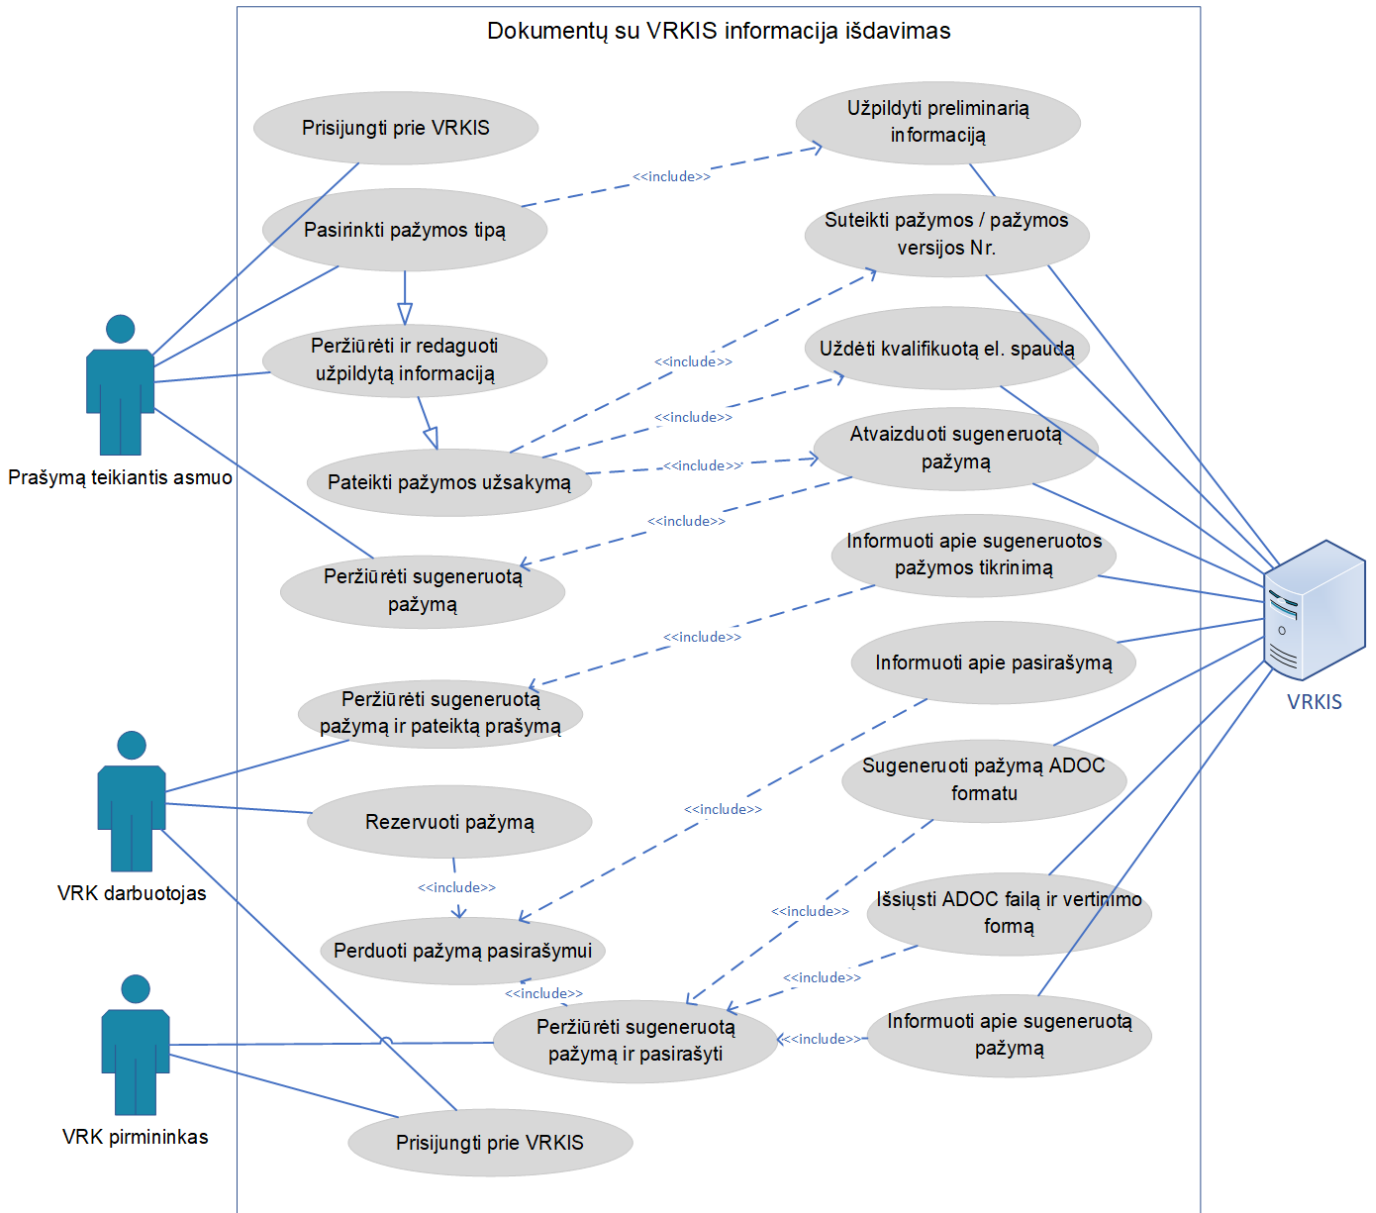 Dokumentų su VRKIS informacija išdavimas
Prisijungti prie VRKIS
Užpildyti preliminarią
informaciją
<<include>>
Pasirinkti pažymos tipą
Suteikti pažymos / pažymos
versijos Nr.
Peržiūrėti ir redaguoti
užpildytą informaciją
Uždėti kvalifikuotą el. spaudą
<<include>>
<<include>>
Atvaizduoti sugeneruotą
pažymą
Prašymą teikiantis asmuo
Pateikti pažymos užsakymą
<<include>>
<<include>>
Informuoti apie sugeneruotos
pažymos tikrinimą
Peržiūrėti sugeneruotą
pažymą
<<include>>
Informuoti apie pasirašymą
VRKIS
Peržiūrėti sugeneruotą
pažymą ir pateiktą prašymą
Sugeneruoti pažymą ADOC
formatu
<<include>>
Rezervuoti pažymą
VRK darbuotojas
<<include>>
<<include>>
Išsiųsti ADOC failą ir vertinimo
formą
Perduoti pažymą pasirašymui
<<include>>
<<include>>
Peržiūrėti sugeneruotą
pažymą ir pasirašyti
<<include>>
Informuoti apie sugeneruotą
pažymą
VRK pirmininkas
Prisijungti prie VRKIS